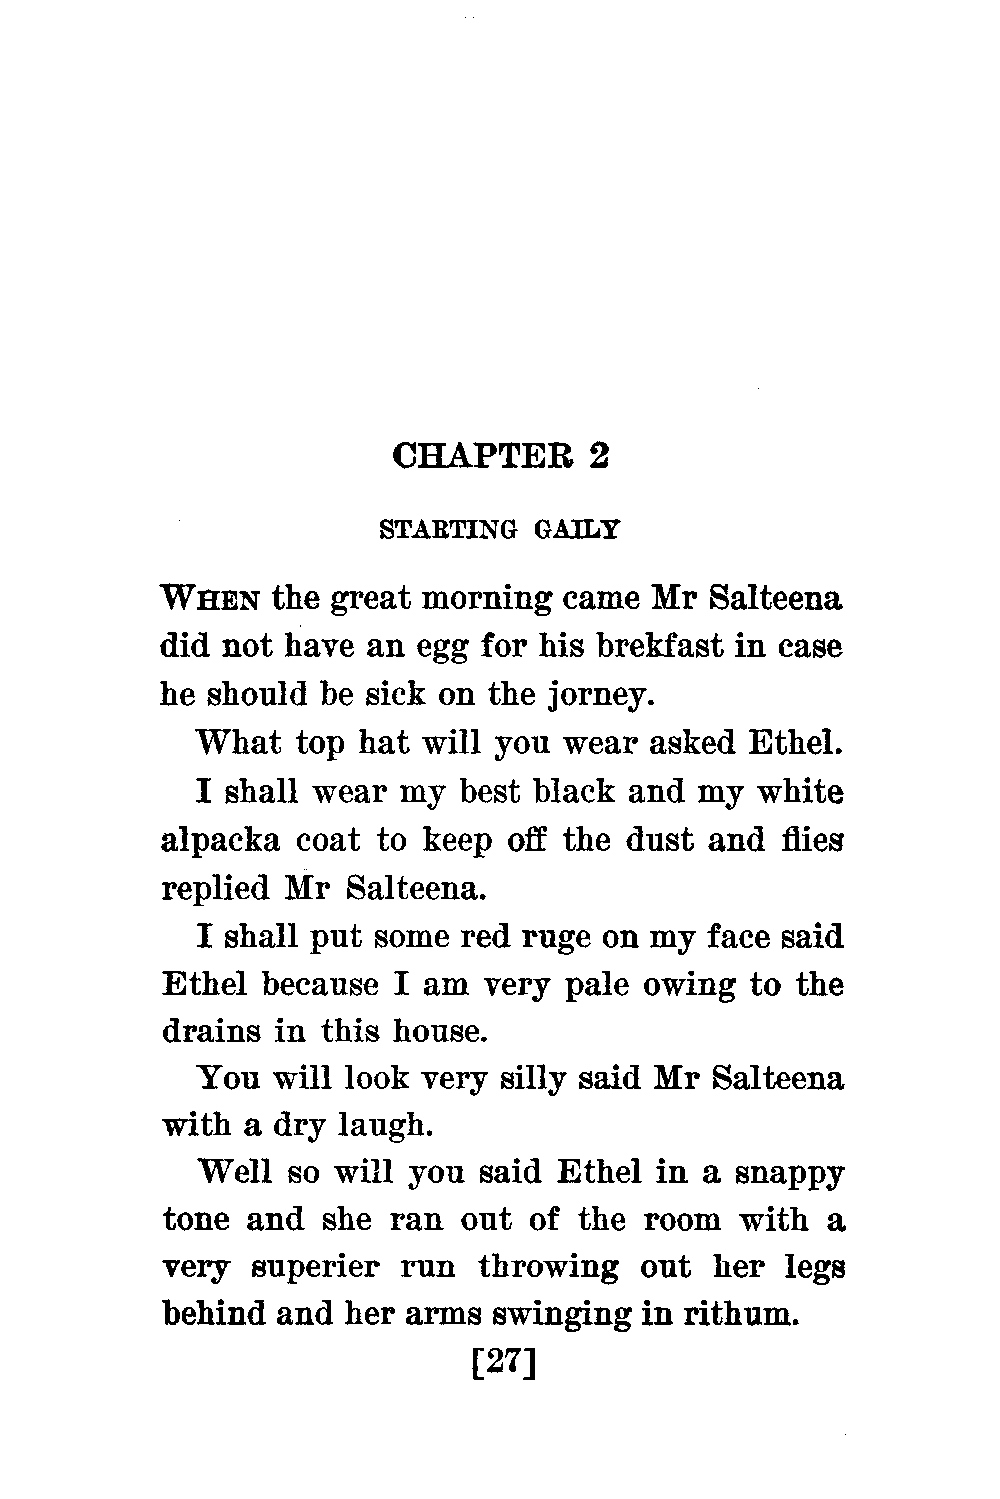 CHAPTER 2
STARTING GAILY
WHEN the great morning came Mr Salteena
did not have an egg for his brekfast in case
he should be sick on the jorney.
What top hat will you wear asked Ethel.
I shall wear my best black and my white
alpacka coat to keep off the dust and flies
replied Mr Salteena.
I shall put some red ruge on my face said
Ethel because I am very pale owing to the
drains in this house.
You will look very silly said Mr Salteena
with a dry laugh.
Well so will you said Ethel in a snappy
tone and she ran out of the room with a
very superier run throwing out her legs
behind and her arms swinging in rithum.
[27]